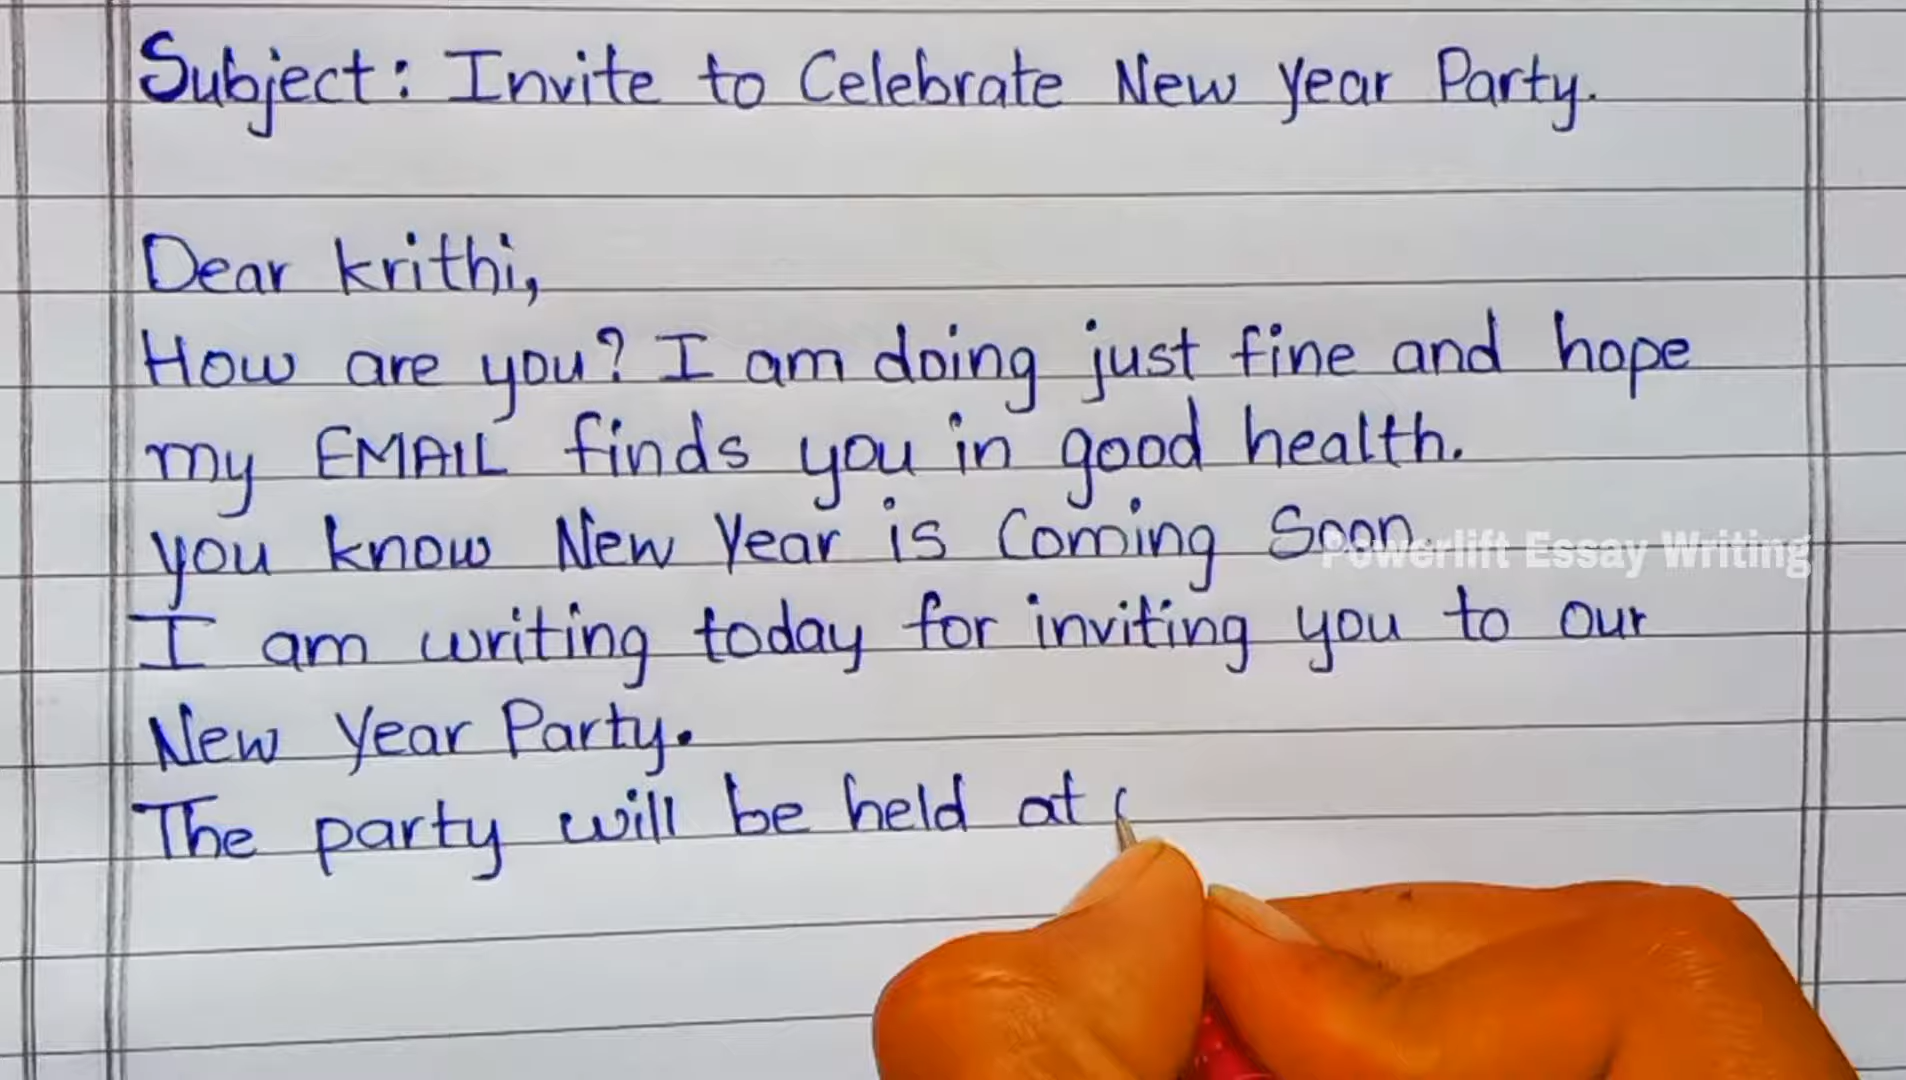 Subject: Invite to Celebrate New Year Party.
Dear Krithi,
How are you? I am doing just fine and hope
my EMAIL finds you in good health.
you know New Year is Coming Soon.
Powerlift Essay Writing
I am writing today for inviting you to our
New Year Party.
The party will be held at